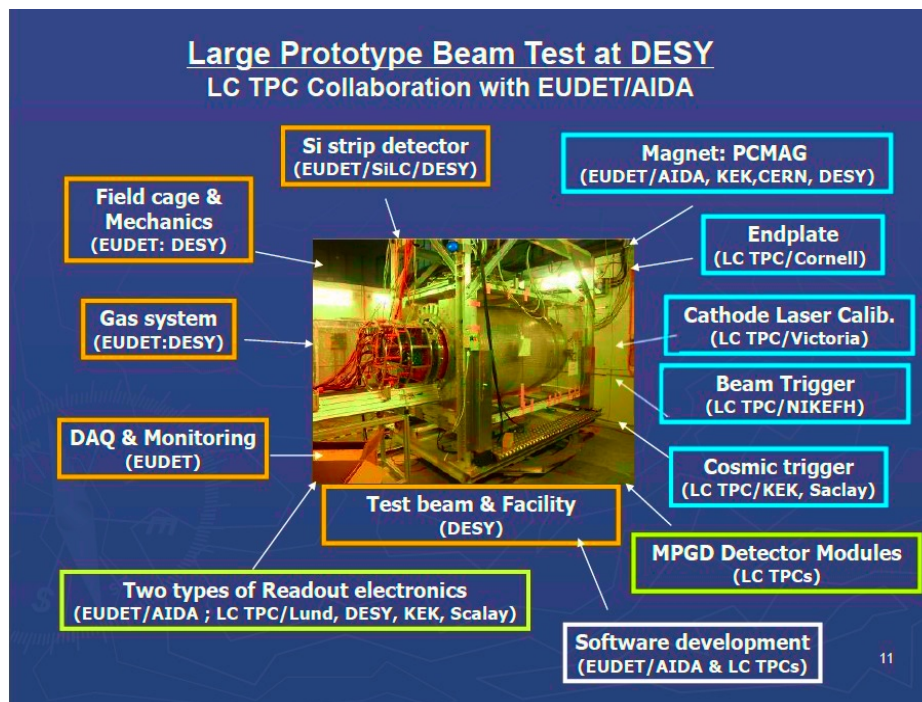 Large Prototype Beam Test at DESY
LC TPC Collaboration with EUDET/AIDA
Si strip detector
(EUDET/SiLC/DESY)
Magnet: PCMAG
(EUDET/AIDA, KEK,CERN, DESY)
Field cage &
Mechanics
(EUDET: DESY)
Endplate
(LC TPC/Cornell)
Gas system
(EUDET:DESY)
Cathode Laser Calib.
(LC TPC/Victoria)
Beam Trigger
(LC TPC/NIKEFH)
DAQ & Monitoring
(EUDET)
Cosmic trigger
(LC TPC/KEK, Saclay)
Test beam & Facility
(DESY)
MPGD Detector Modules
(LC TPCs)
Two types of Readout electronics
(EUDET/AIDA ; LC TPC/Lund, DESY, KEK, Scalay)
Software development
(EUDET/AIDA & LC TPCs)
11